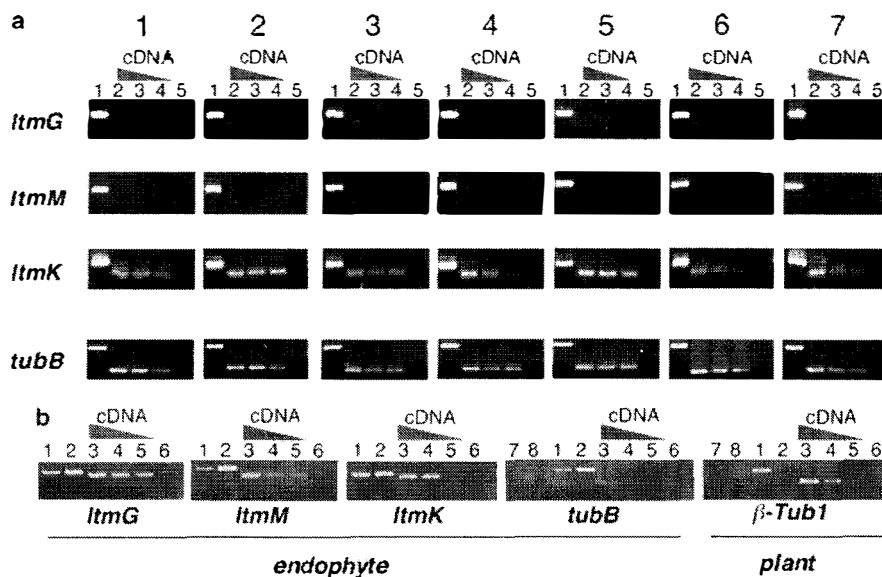 a 1 2 3 4 5 6 7
cDNA cDNA cDNA cDNA cDNA cDNA cDNA
1 2 3 4 5 1 2 3 4 5 1 2 3 4 5 1 2 3 4 5 1 2 3 4 5 1 2 3 4 5 1 2 3 4 5
ltmG
ltmM
ltmK
tubB
b cDNA cDNA cDNA cDNA cDNA
1 2 3 4 5 6 1 2 3 4 5 6 1 2 3 4 5 6 7 8 1 2 3 4 5 6 7 8 1 2 3 4 5 6
ltmG ltmM ltmK tubB β-Tub1
endophyte plant